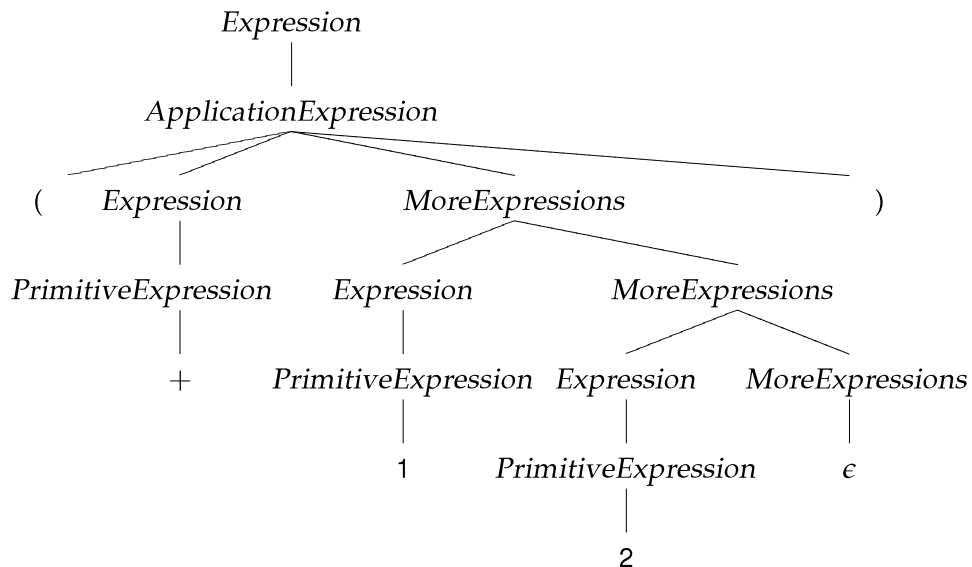 Expression
ApplicationExpression
( Expression MoreExpressions )
PrimitiveExpression Expression MoreExpressions
+ PrimitiveExpression Expression MoreExpressions
1 PrimitiveExpression ϵ
2